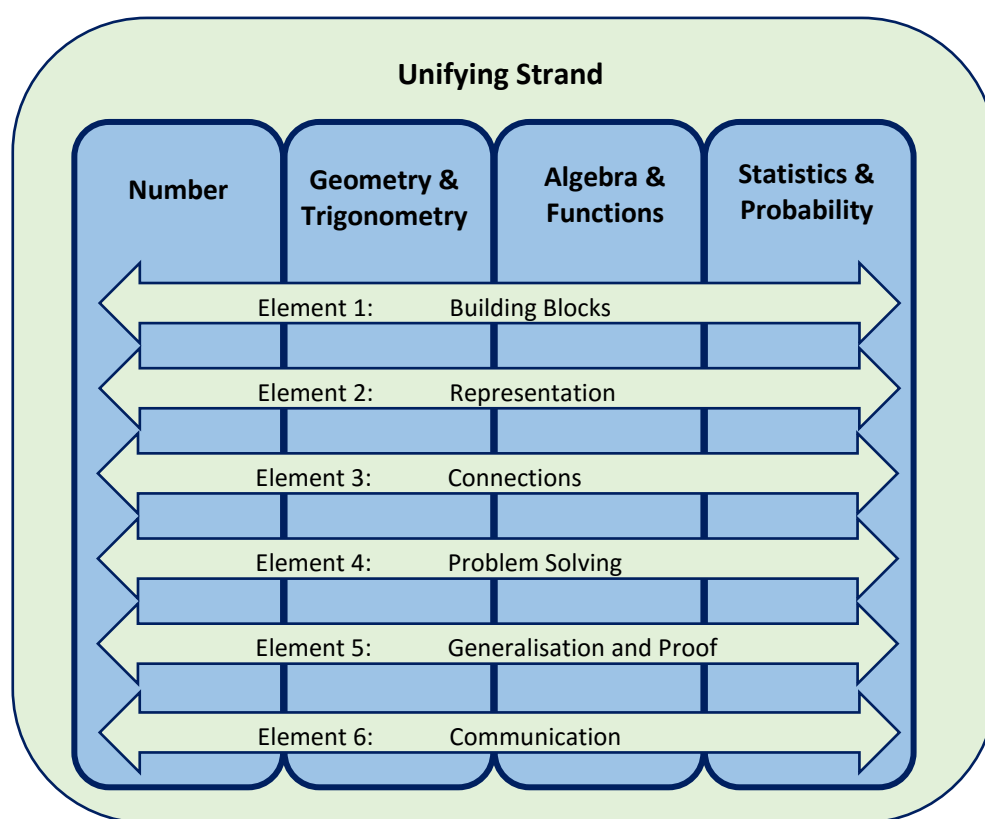 Unifying Strand
Number
Geometry &
Trigonometry
Algebra &
Functions
Statistics &
Probability
Element 1: Building Blocks
Element 2: Representation
Element 3: Connections
Element 4: Problem Solving
Element 5: Generalisation and Proof
Element 6: Communication